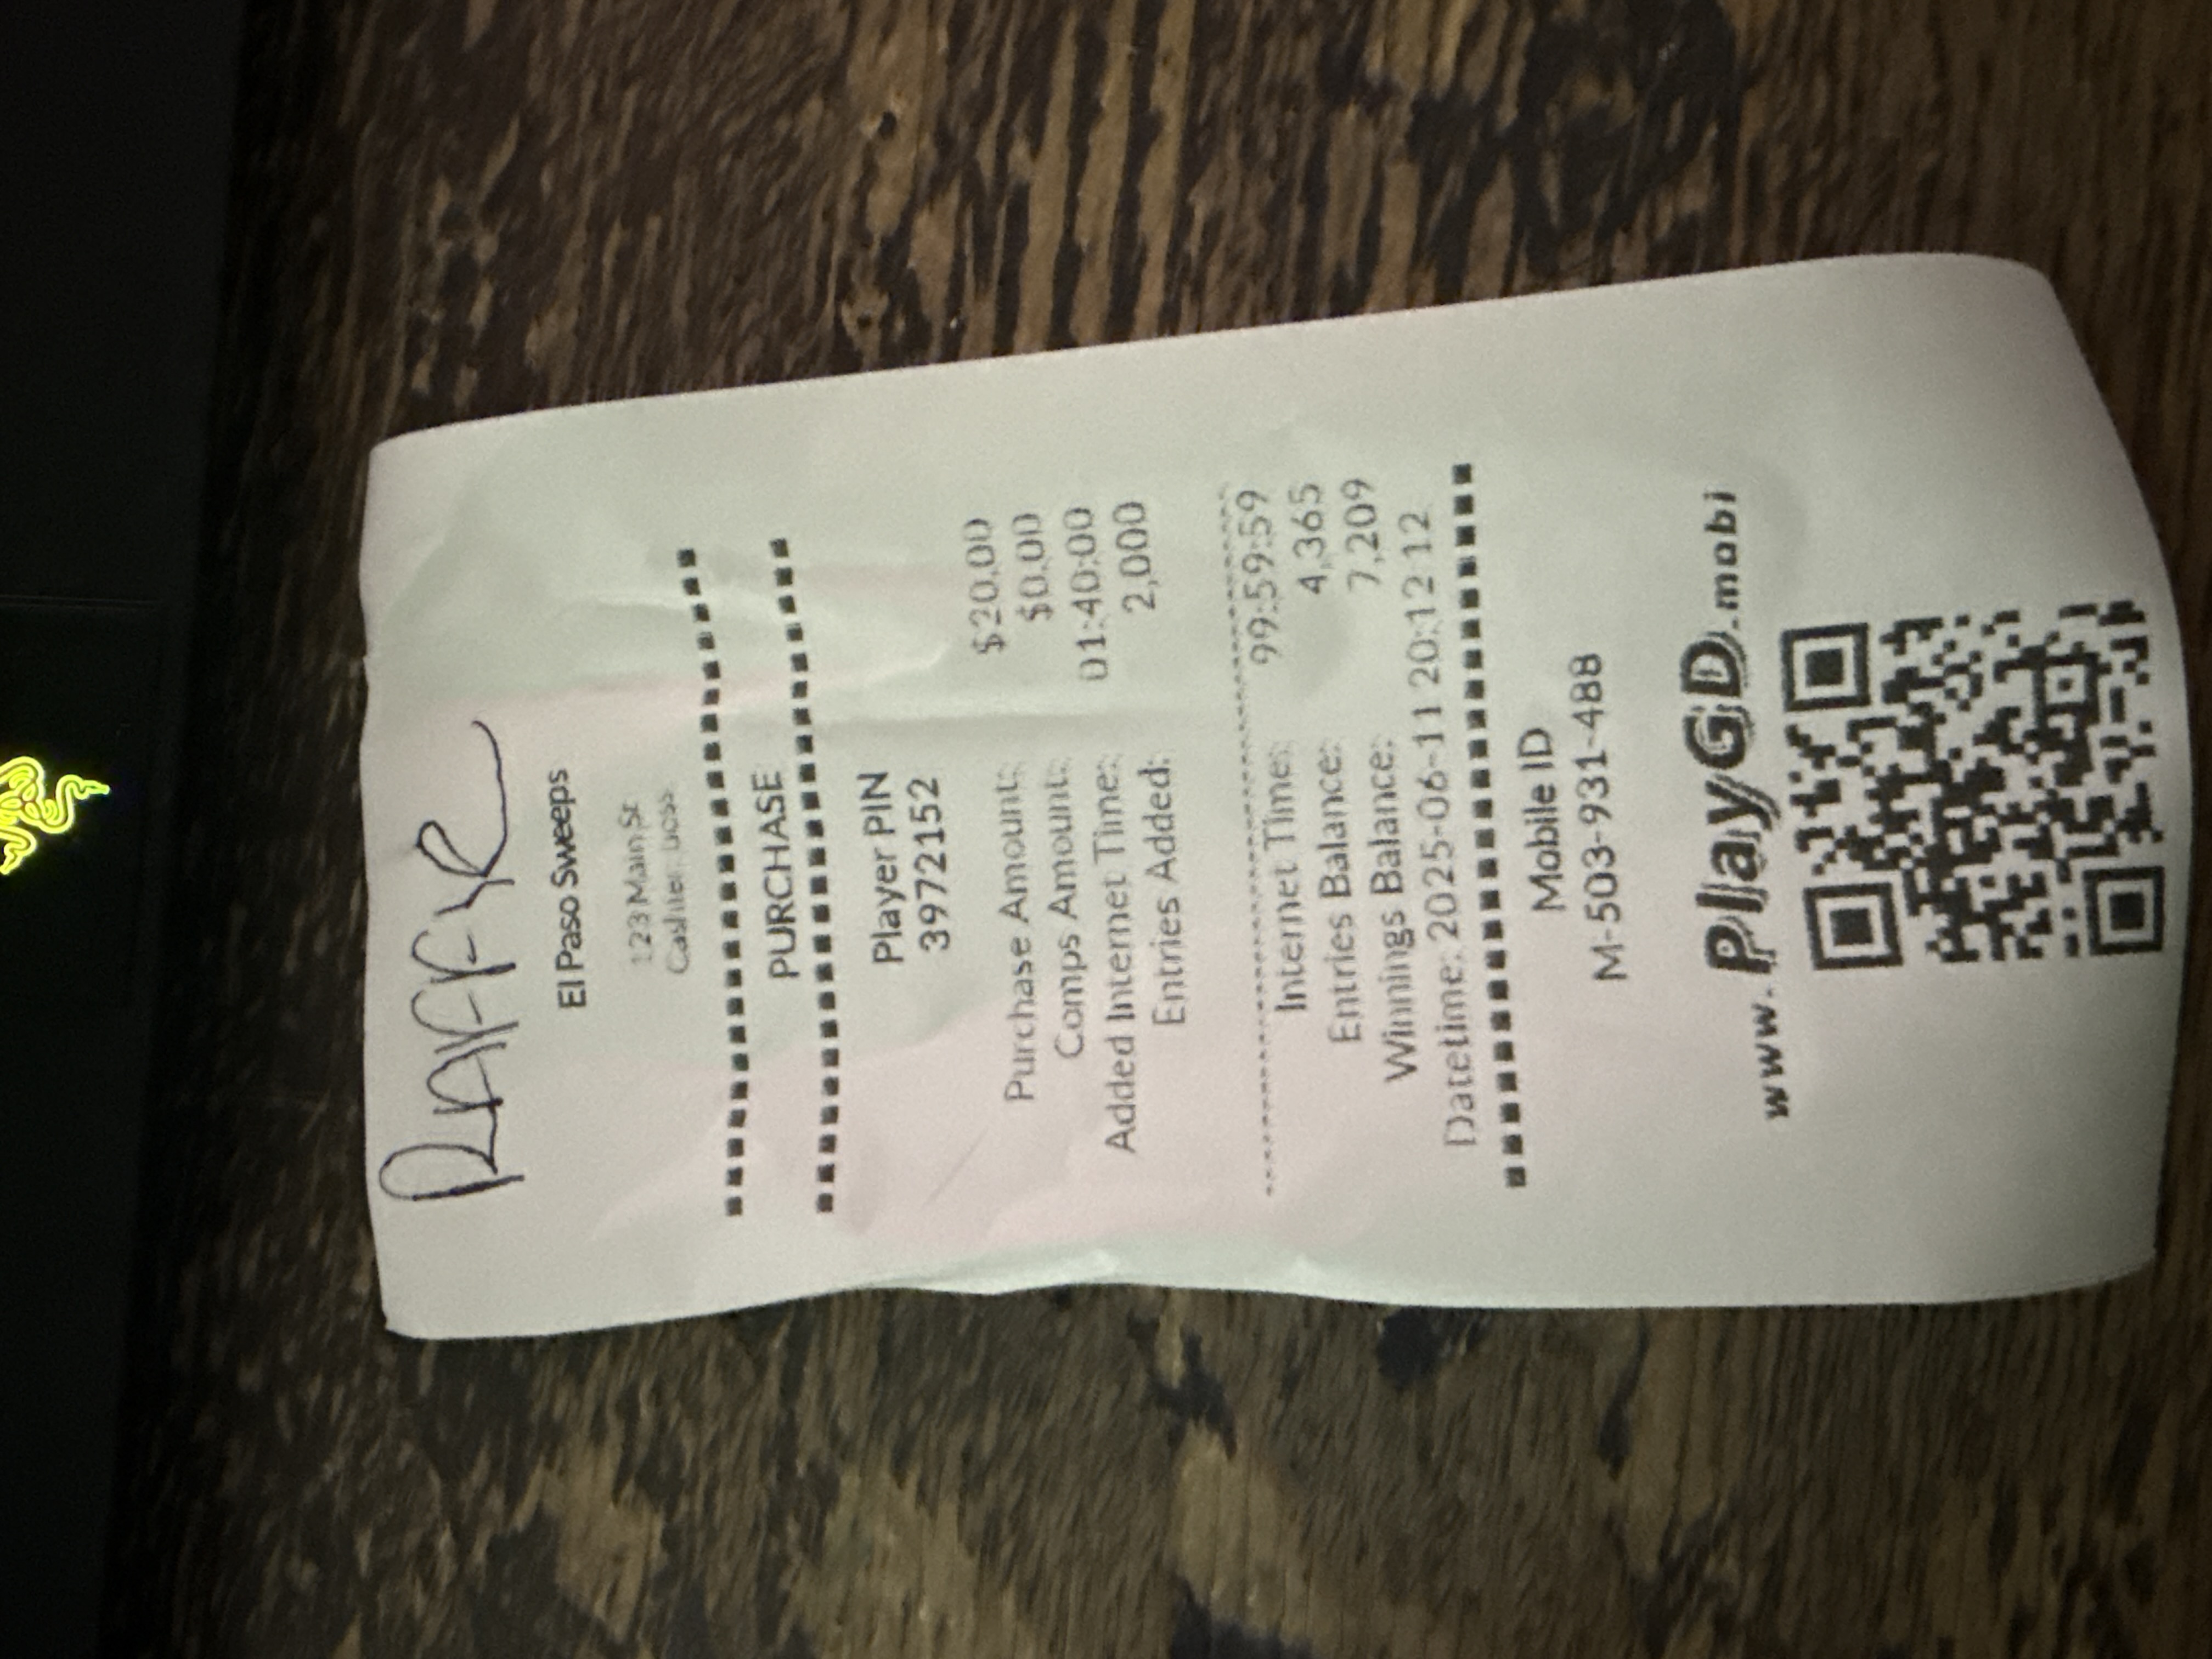 El Paso Sweeps
123 Main St
PURCHASE
Player PIN
3972152
Purchase Amount: $20.00
Comps Amount: $0.00
Added Internet Time: 01:40:00
Entries Added: 2,000
Internet Time: 99:59:59
Entries Balance: 4,365
Winnings Balance: 7,209
Datetime: 2025-06-11 20:12:12
Mobile ID
M-503-931-488
www.PlayGD.mobi